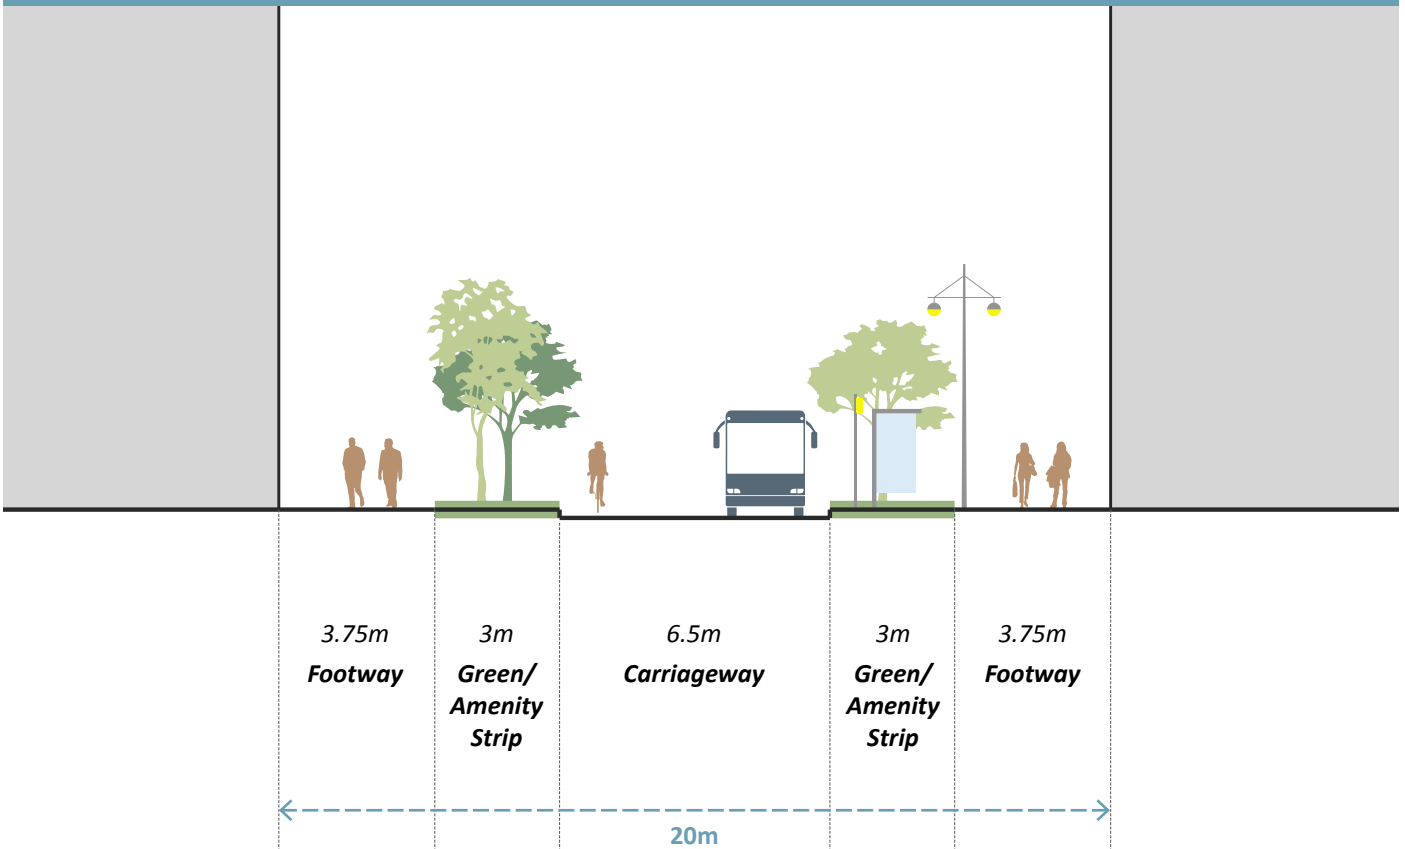 3.75m
Footway
3m
Green/
Amenity
Strip
6.5m
Carriageway
3m
Green/
Amenity
Strip
3.75m
Footway
20m